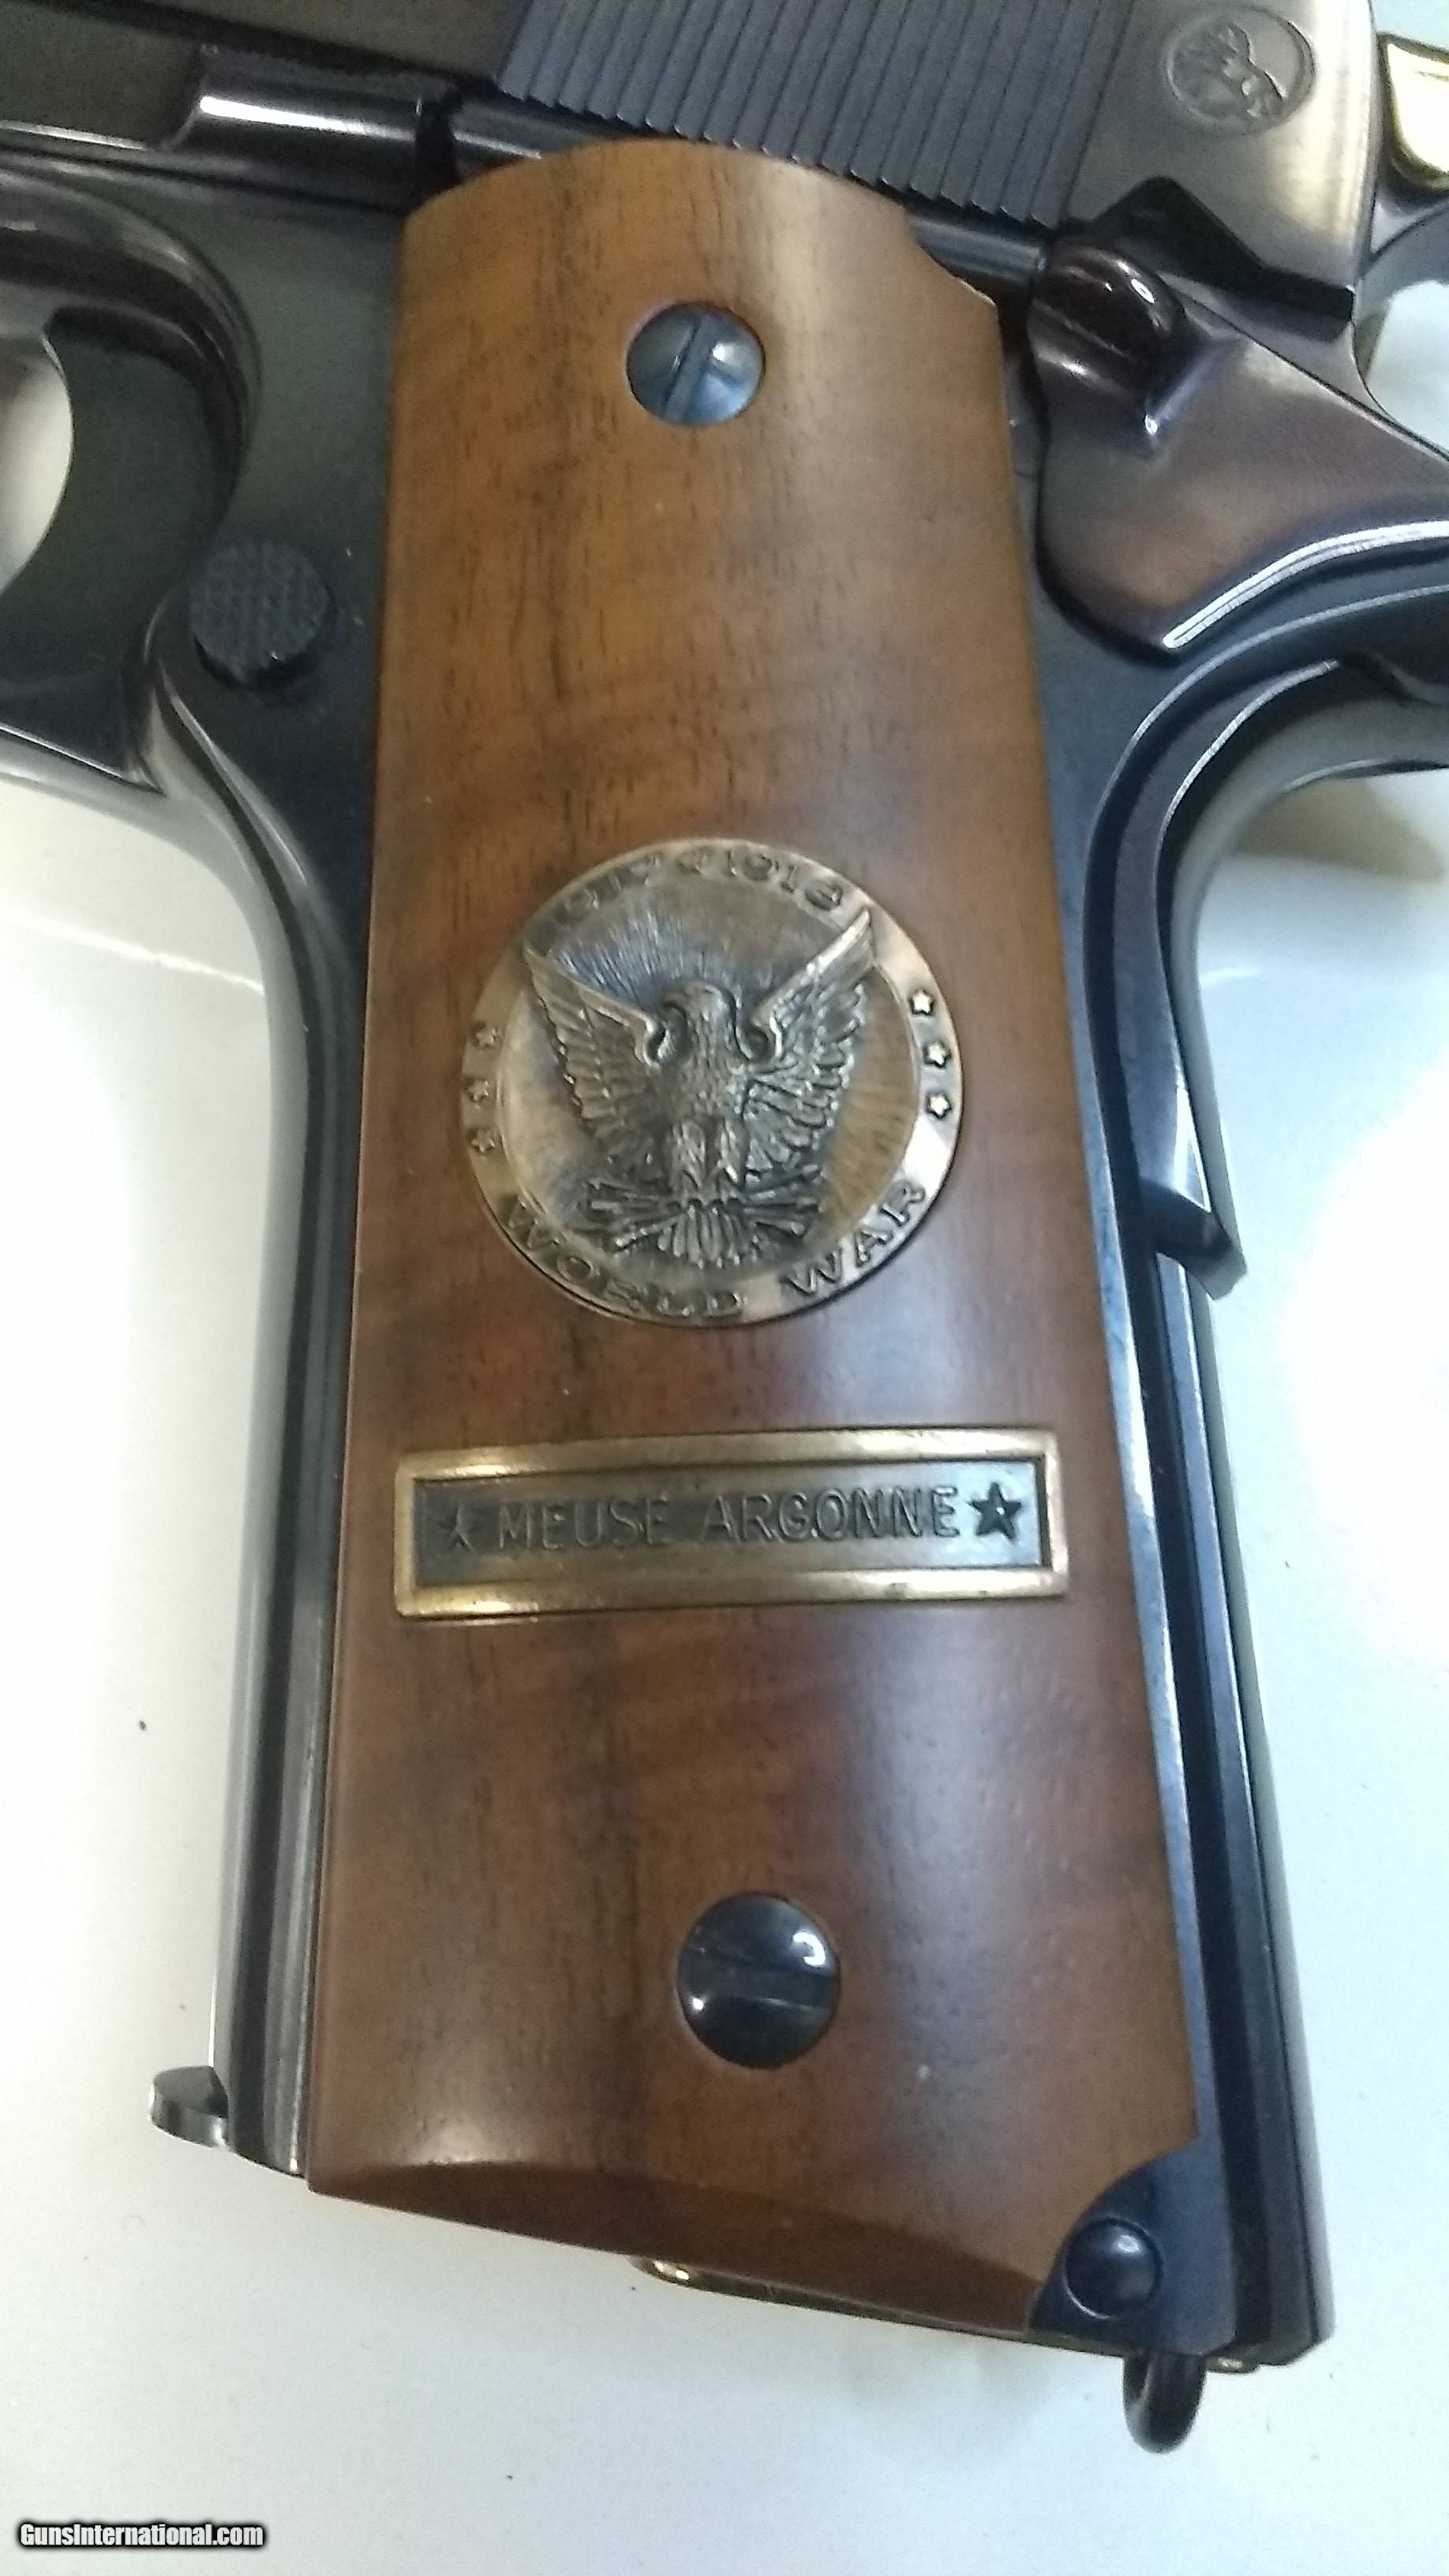 1917 1918
WORLD WAR
★ MEUSE ARGONNE ★
GunsInternational.com